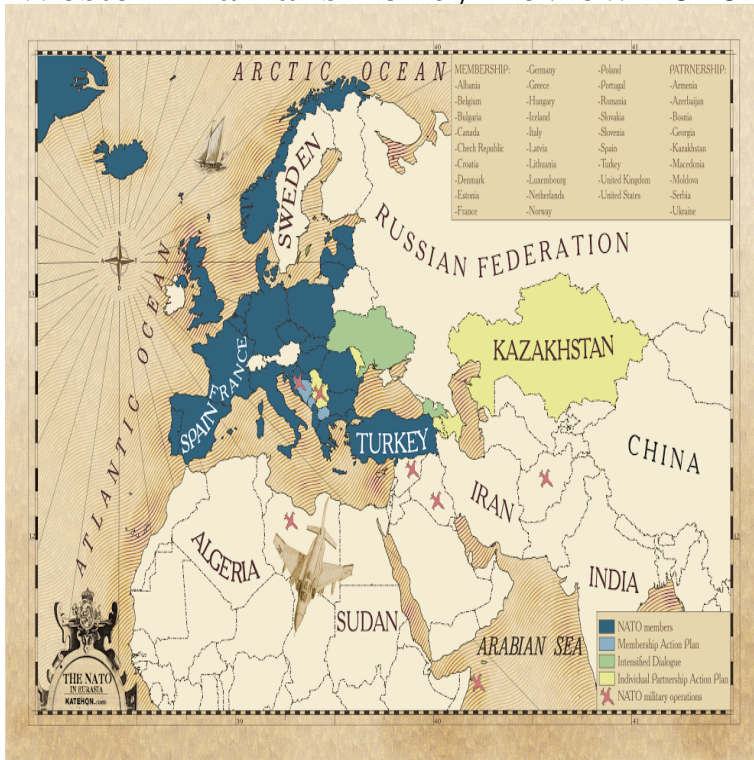 ARCTIC OCEAN
MEMBERSHIP:
-Albania
-Belgium
-Bulgaria
-Canada
-Chech Republic
-Croatia
-Denmark
-Estonia
-France
-Germany
-Greece
-Hungary
-Iceland
-Italy
-Latvia
-Lithuania
-Luxembourg
-Netherlands
-Norway
-Poland
-Portugal
-Romania
-Slovakia
-Slovenia
-Spain
-Turkey
-United Kingdom
-United States
PATRNERSHIP:
-Armenia
-Azerbaijan
-Bosnia
-Georgia
-Kazakhstan
-Macedonia
-Moldova
-Serbia
-Ukraine
SWEDEN
RUSSIAN FEDERATION
ATLANTIC OCEAN
FRANCE
SPAIN
TURKEY
KAZAKHSTAN
CHINA
IRAN
INDIA
ALGERIA
SUDAN
ARABIAN SEA
NATO members
Membership Action Plan
Intensified Dialogue
Individual Partnership Action Plan
NATO military operations
THE NATO
IN EURASIA
KATEHON.com
39
40
41
13
13
12
12
39
40
41